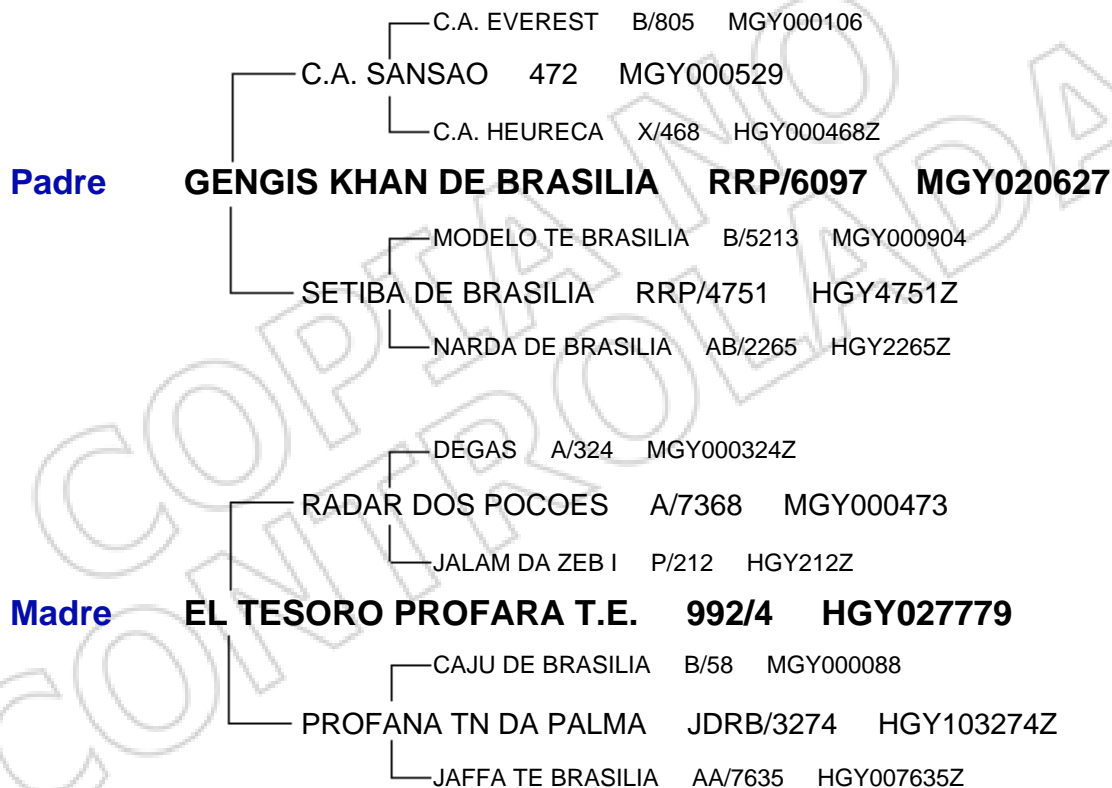 C.A. EVEREST B/805 MGY000106
C.A. SANSAO 472 MGY000529
C.A. HEURECA X/468 HGY000468Z
Padre GENGIS KHAN DE BRASILIA RRP/6097 MGY020627
MODELO TE BRASILIA B/5213 MGY000904
SETIBA DE BRASILIA RRP/4751 HGY4751Z
NARDA DE BRASILIA AB/2265 HGY2265Z
DEGAS A/324 MGY000324Z
RADAR DOS POCOES A/7368 MGY000473
JALAM DA ZEB I P/212 HGY212Z
Madre EL TESORO PROFARA T.E. 992/4 HGY027779
CAJU DE BRASILIA B/58 MGY000088
PROFANA TN DA PALMA JDRB/3274 HGY103274Z
JAFFA TE BRASILIA AA/7635 HGY007635Z
COPIA NO
CONTROLADA
CON